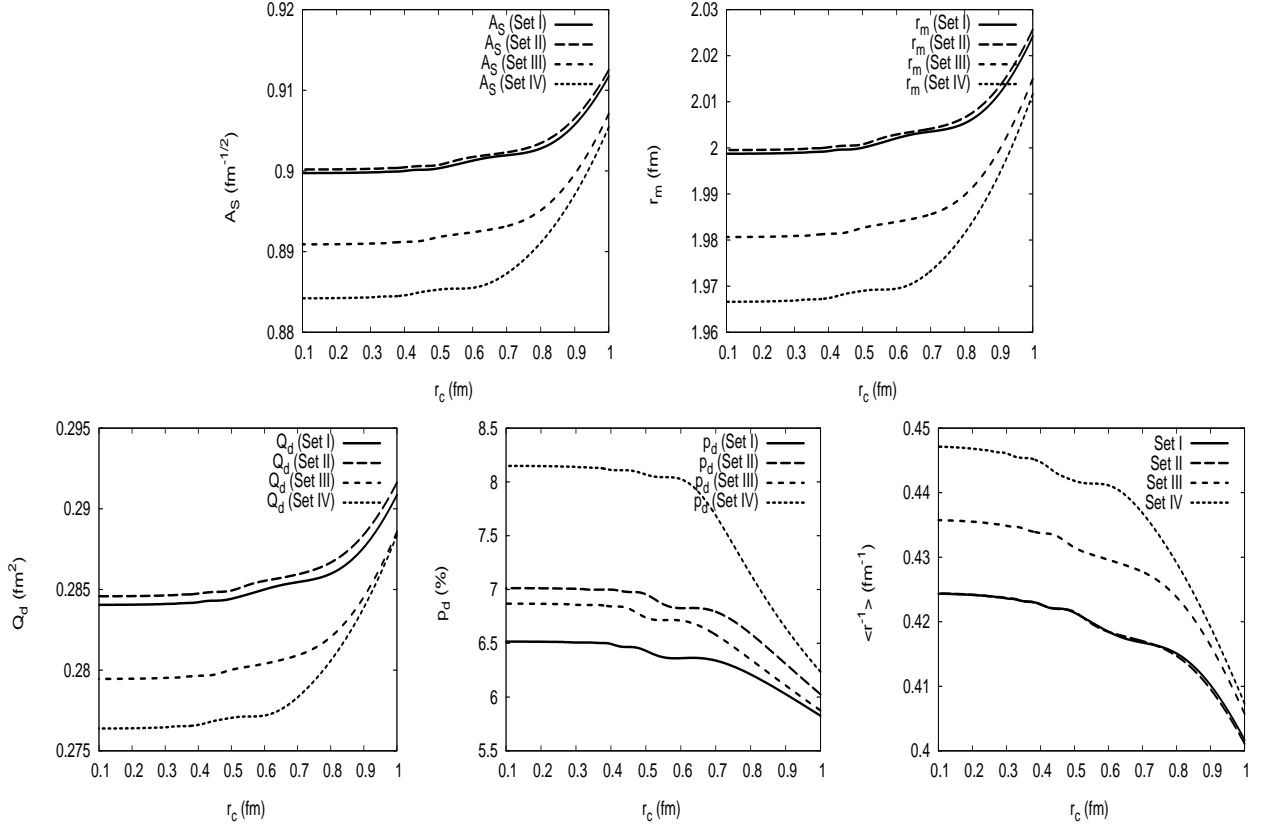 0.92
0.91
0.9
0.89
0.88
A_S (fm^{-1/2})
A_S (Set I)
A_S (Set II)
A_S (Set III)
A_S (Set IV)
0.1 0.2 0.3 0.4 0.5 0.6 0.7 0.8 0.9 1
r_c (fm)
2.03
2.02
2.01
2
1.99
1.98
1.97
1.96
r_m (fm)
r_m (Set I)
r_m (Set II)
r_m (Set III)
r_m (Set IV)
0.1 0.2 0.3 0.4 0.5 0.6 0.7 0.8 0.9 1
r_c (fm)
0.295
0.29
0.285
0.28
0.275
Q_d (fm^2)
Q_d (Set I)
Q_d (Set II)
Q_d (Set III)
Q_d (Set IV)
0.1 0.2 0.3 0.4 0.5 0.6 0.7 0.8 0.9 1
r_c (fm)
8.5
8
7.5
7
6.5
6
5.5
p_d (%)
p_d (Set I)
p_d (Set II)
p_d (Set III)
p_d (Set IV)
0.1 0.2 0.3 0.4 0.5 0.6 0.7 0.8 0.9 1
r_c (fm)
0.45
0.44
0.43
0.42
0.41
0.4
<r^{-1}> (fm^{-1})
Set I
Set II
Set III
Set IV
0.1 0.2 0.3 0.4 0.5 0.6 0.7 0.8 0.9 1
r_c (fm)